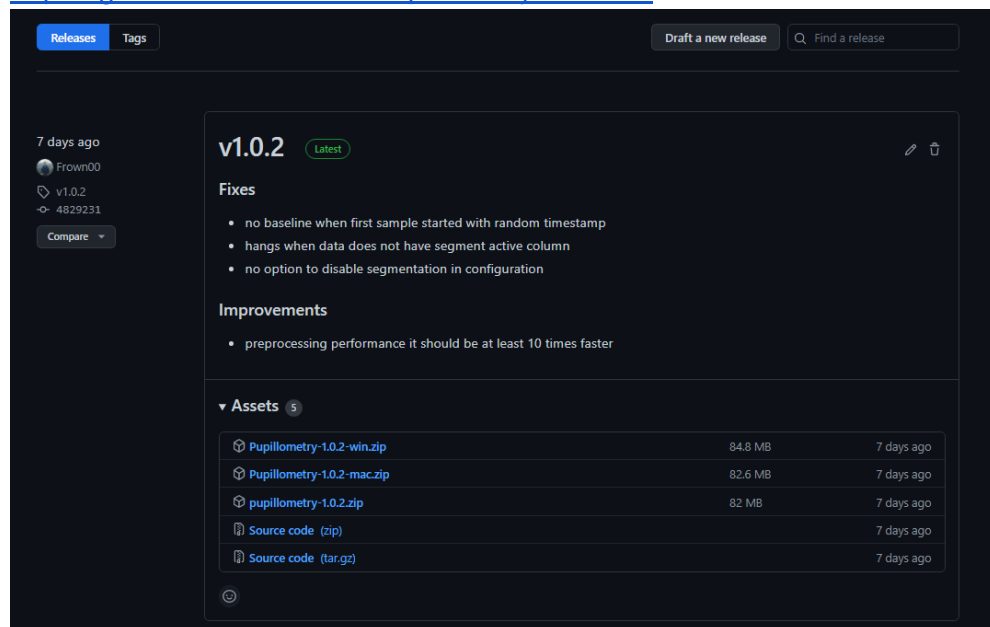 Releases Tags Draft a new release Find a release
7 days ago
Frown00
v1.0.2
4829231
Compare
v1.0.2 Latest
Fixes
no baseline when first sample started with random timestamp
hangs when data does not have segment active column
no option to disable segmentation in configuration
Improvements
preprocessing performance it should be at least 10 times faster
Assets 5
Pupillometry-1.0.2-win.zip 84.8 MB 7 days ago
Pupillometry-1.0.2-mac.zip 82.6 MB 7 days ago
pupillometry-1.0.2.zip 82 MB 7 days ago
Source code (zip) 7 days ago
Source code (tar.gz) 7 days ago